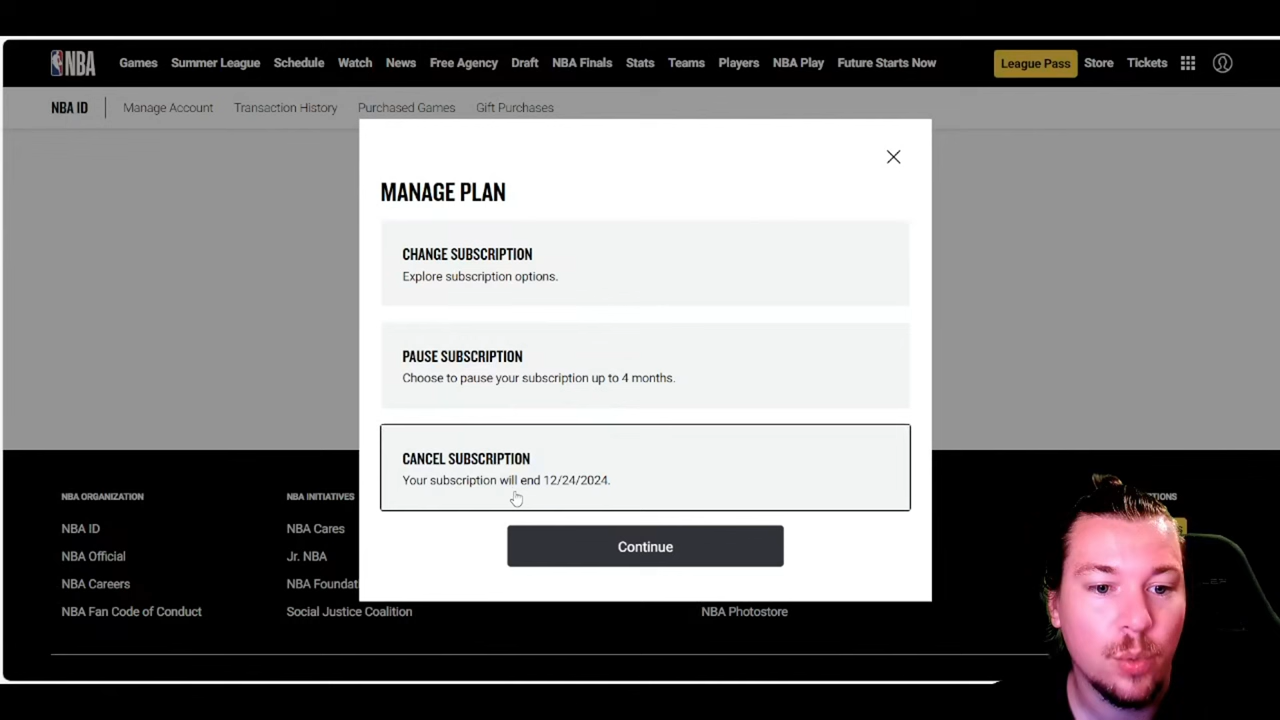 NBA
Games Summer League Schedule Watch News Free Agency Draft NBA Finals Stats Teams Players NBA Play Future Starts Now League Pass Store Tickets
NBA ID Manage Account Transaction History Purchased Games Gift Purchases
MANAGE PLAN
CHANGE SUBSCRIPTION
Explore subscription options.
PAUSE SUBSCRIPTION
Choose to pause your subscription up to 4 months.
CANCEL SUBSCRIPTION
Your subscription will end 12/24/2024.
Continue
NBA ORGANIZATION
NBA ID
NBA Official
NBA Careers
NBA Fan Code of Conduct
NBA INITIATIVES
NBA Cares
Jr. NBA
NBA Foundati
Social Justice Coalition
NBA Photostore